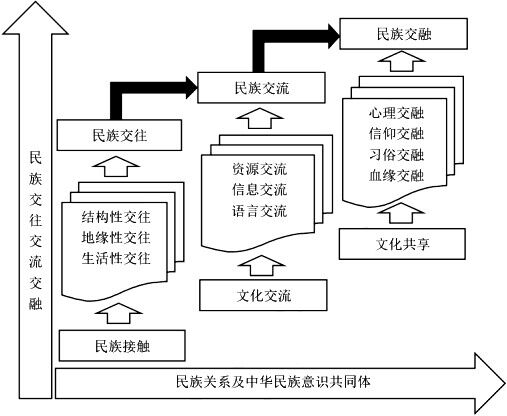 民族交融
民族交流
民族交往
心理交融
信仰交融
习俗交融
血缘交融
资源交流
信息交流
语言交流
结构性交往
地缘性交往
生活性交往
文化共享
文化交流
民族接触
民族交往交流交融
民族关系及中华民族意识共同体